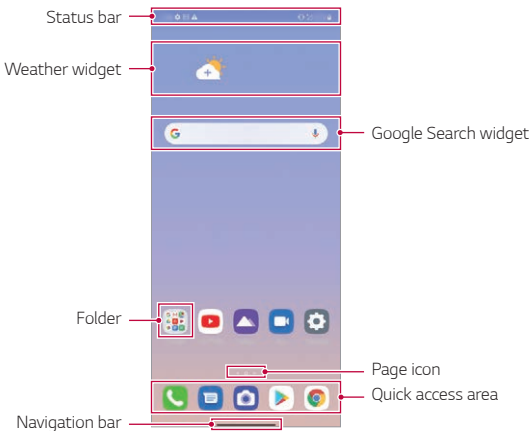 Status bar
Weather widget
Google Search widget
Folder
Page icon
Quick access area
Navigation bar